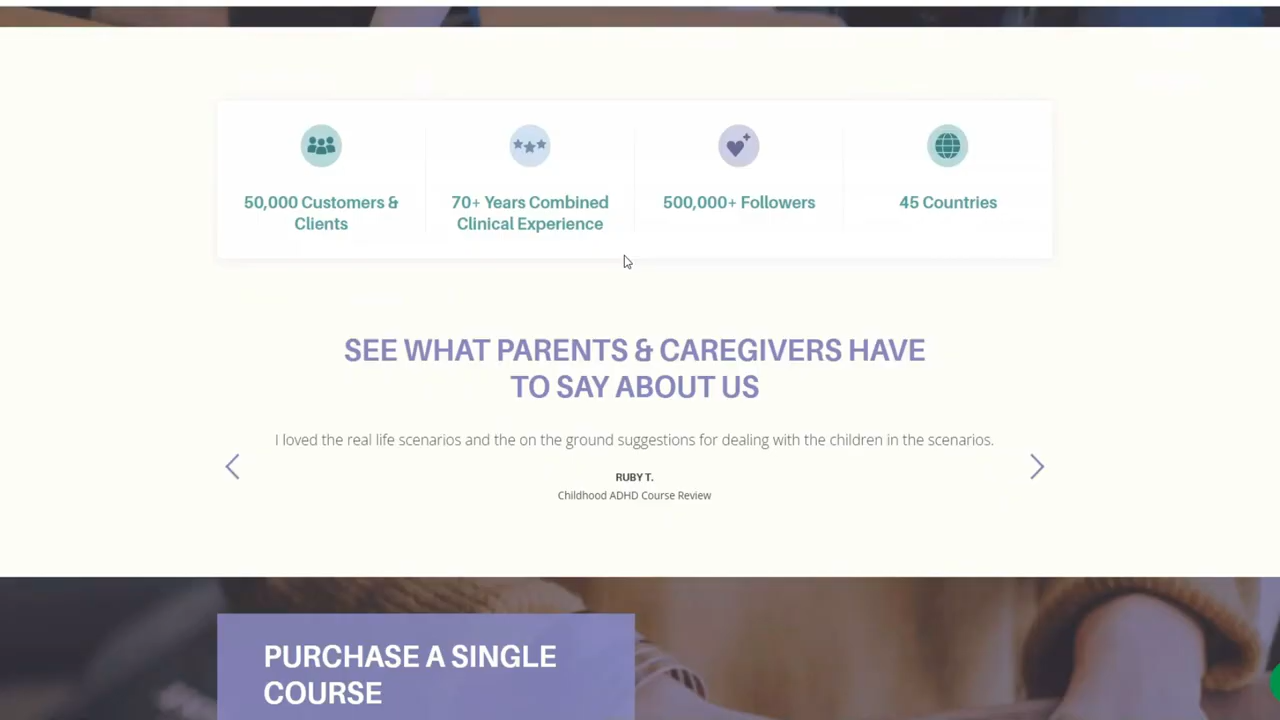 50,000 Customers &
Clients
70+ Years Combined
Clinical Experience
500,000+ Followers
45 Countries
SEE WHAT PARENTS & CAREGIVERS HAVE
TO SAY ABOUT US
I loved the real life scenarios and the on the ground suggestions for dealing with the children in the scenarios.
RUBY T.
Childhood ADHD Course Review
PURCHASE A SINGLE
COURSE